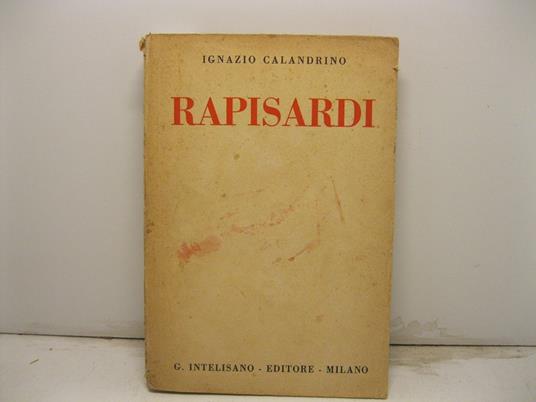 IGNAZIO CALANDRINO
RAPISARDI
G. INTELISANO - EDITORE - MILANO